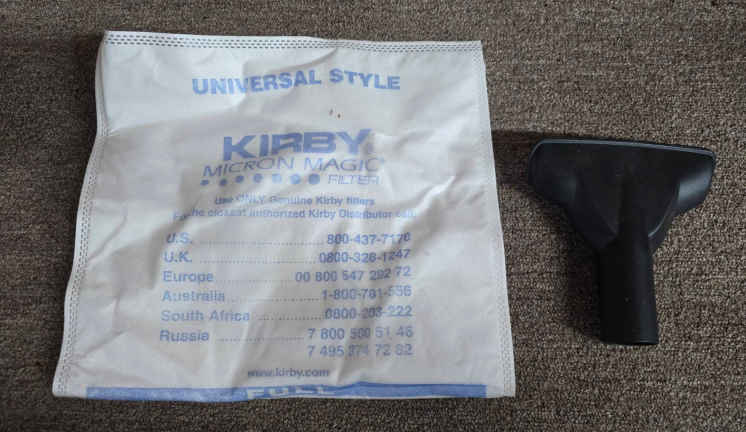 UNIVERSAL STYLE
KIRBY®
MICRON MAGIC®
FILTER
Use ONLY Genuine Kirby filters
For the closest authorized Kirby Distributor call:
U.S. .................... 800-437-7170
U.K. .................... 0800-328-1247
Europe ............ 00 800 547 292 72
Australia ............... 1-800-781-556
South Africa .......... 0800-203-222
Russia .............. 7 800 500 51 48
7 495 374 72 82
www.kirby.com
FULL